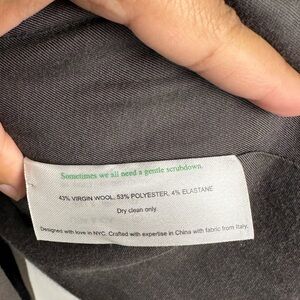 Sometimes we all need a gentle scrubdown.
43% VIRGIN WOOL, 53% POLYESTER, 4% ELASTANE
Dry clean only.
Designed with love in NYC. Crafted with expertise in China with fabric from Italy.